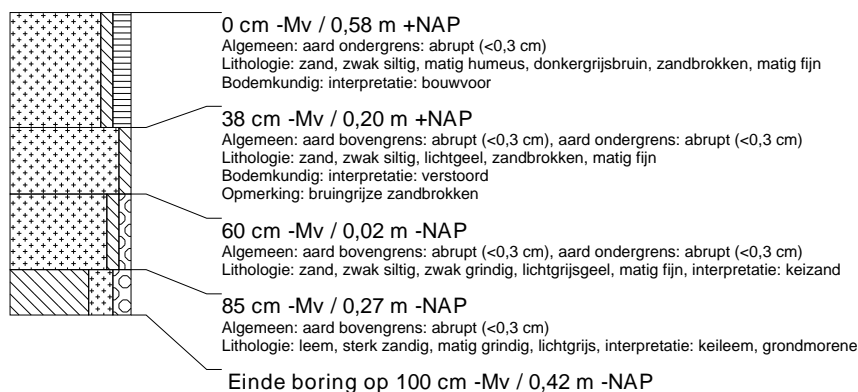 0 cm -Mv / 0,58 m +NAP
Algemeen: aard ondergrens: abrupt (<0,3 cm)
Lithologie: zand, zwak siltig, matig humeus, donkergrijsbruin, zandbrokken, matig fijn
Bodemkundig: interpretatie: bouwvoor
38 cm -Mv / 0,20 m +NAP
Algemeen: aard bovengrens: abrupt (<0,3 cm), aard ondergrens: abrupt (<0,3 cm)
Lithologie: zand, zwak siltig, lichtgeel, zandbrokken, matig fijn
Bodemkundig: interpretatie: verstoord
Opmerking: bruingrijze zandbrokken
60 cm -Mv / 0,02 m -NAP
Algemeen: aard bovengrens: abrupt (<0,3 cm), aard ondergrens: abrupt (<0,3 cm)
Lithologie: zand, zwak siltig, zwak grindig, lichtgrijsgeel, matig fijn, interpretatie: keizand
85 cm -Mv / 0,27 m -NAP
Algemeen: aard bovengrens: abrupt (<0,3 cm)
Lithologie: leem, sterk zandig, matig grindig, lichtgrijs, interpretatie: keileem, grondmorene
Einde boring op 100 cm -Mv / 0,42 m -NAP